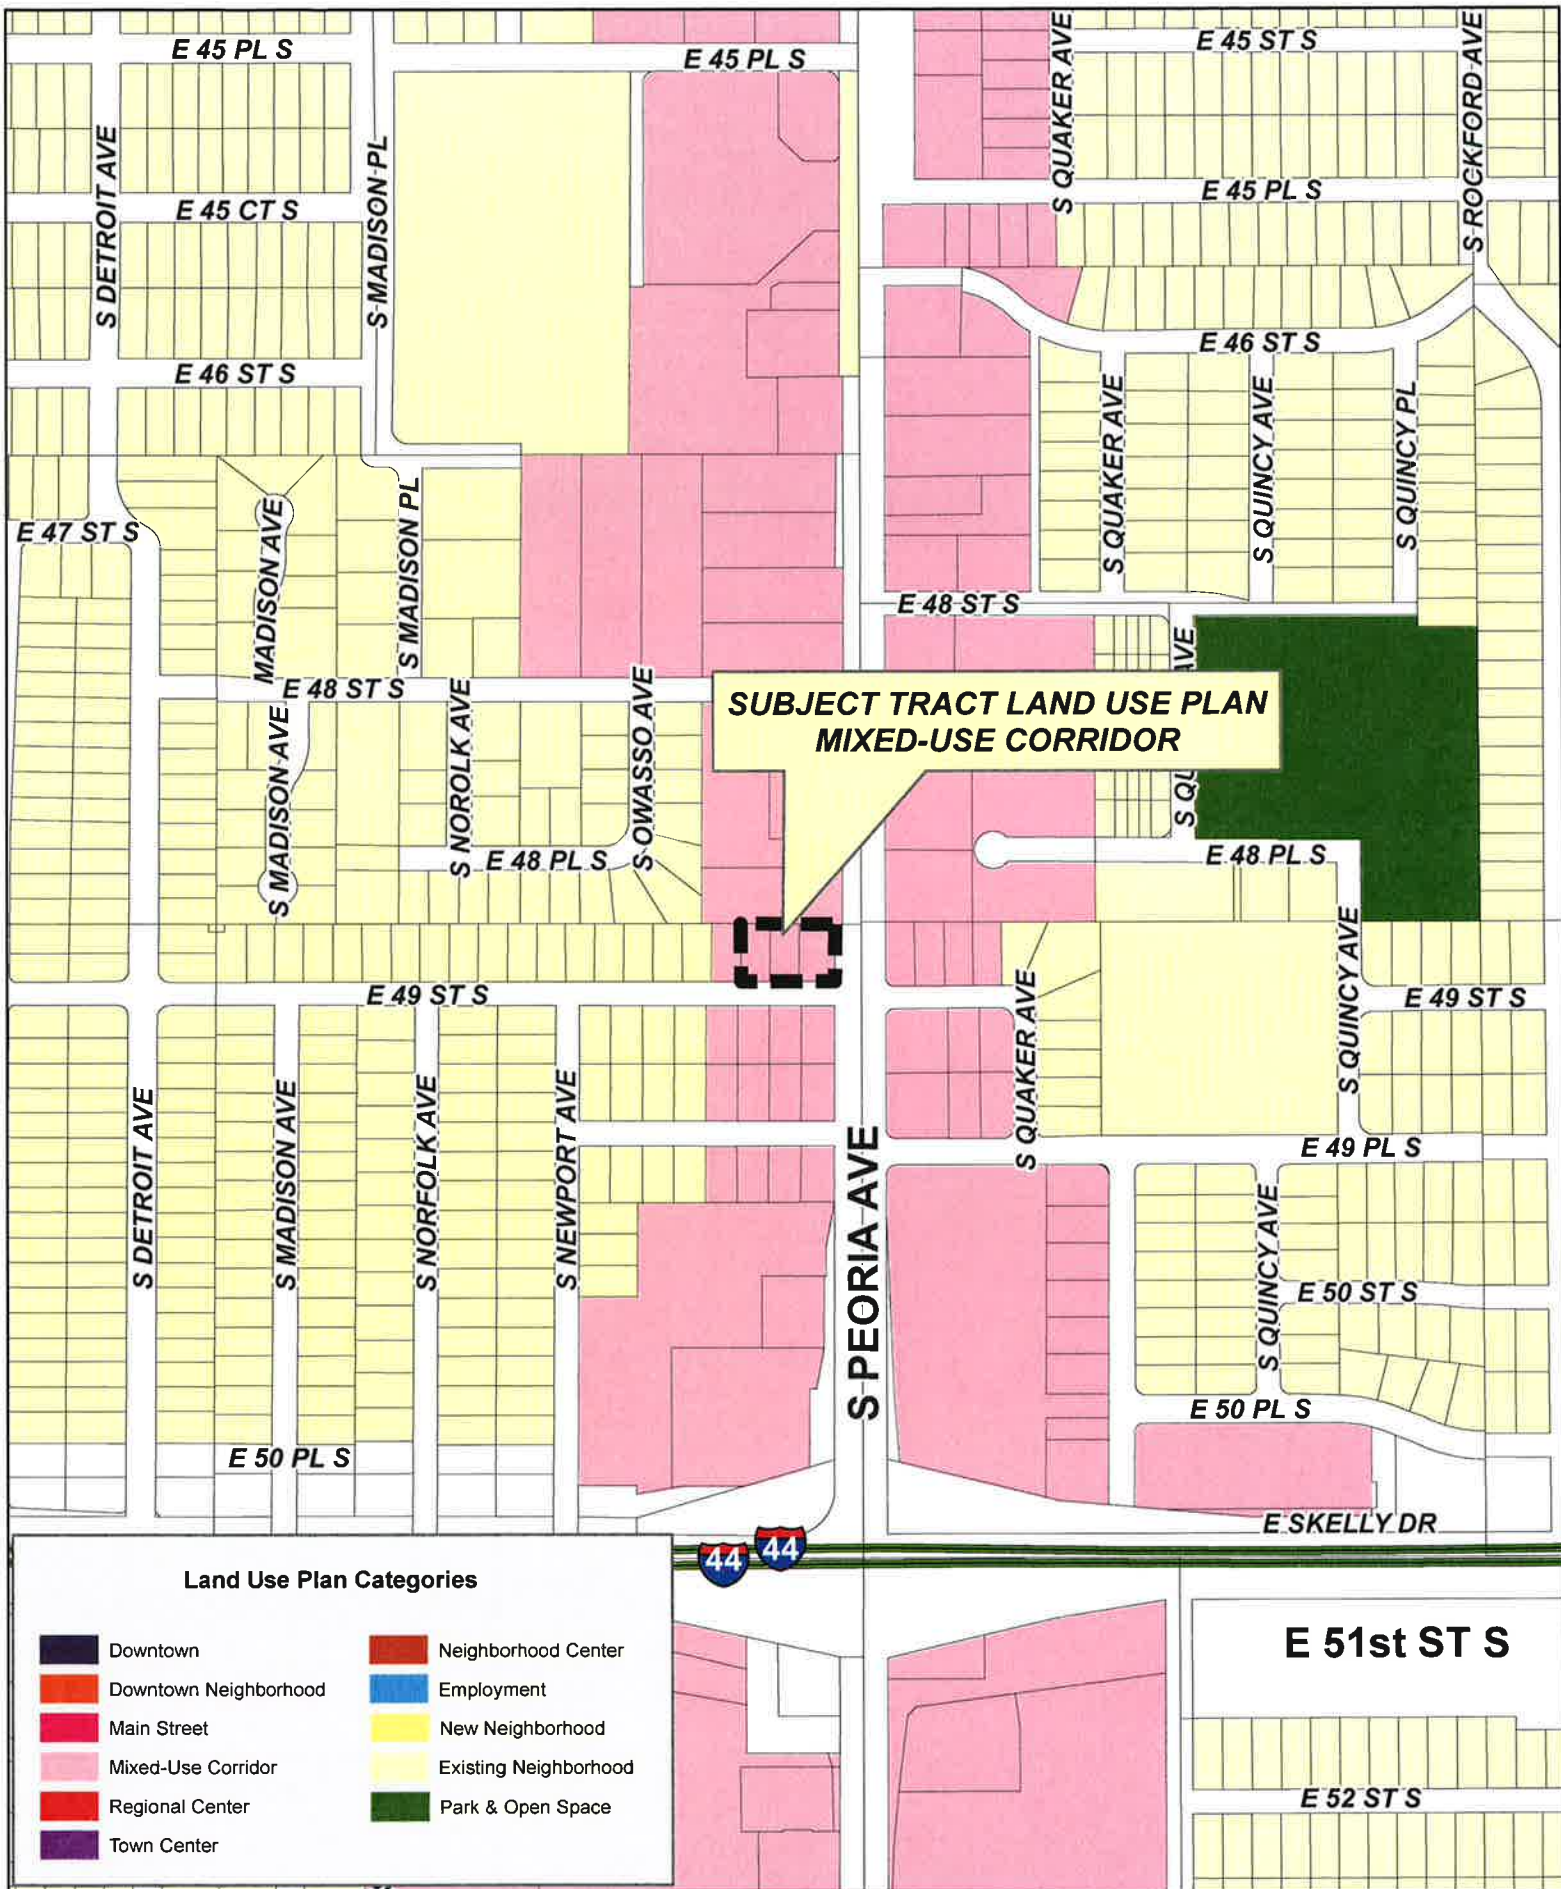 E 45 PL S
E 45 PL S
S QUAKER AVE
E 45 ST S
S ROCKFORD AVE
S DETROIT AVE
S MADISON PL
E 45 CT S
E 45 PL S
E 46 ST S
E 46 ST S
S QUAKER AVE
S QUINCY AVE
S QUINCY PL
E 47 ST S
MADISON AVE
S MADISON PL
E 48 ST S
E 48 ST S
S NOROLK AVE
S OWASSO AVE
SUBJECT TRACT LAND USE PLAN
MIXED-USE CORRIDOR
S QU
AVE
S MADISON AVE
E 48 PL S
E 48 PL S
E 49 ST S
S QUAKER AVE
S QUINCY AVE
E 49 ST S
S DETROIT AVE
S MADISON AVE
S NORFOLK AVE
S NEWPORT AVE
S PEORIA AVE
E 49 PL S
S QUINCY AVE
E 50 ST S
E 50 PL S
E 50 PL S
E SKELLY DR
44
44
Land Use Plan Categories
Downtown
Downtown Neighborhood
Main Street
Mixed-Use Corridor
Regional Center
Town Center
Neighborhood Center
Employment
New Neighborhood
Existing Neighborhood
Park & Open Space
E 51st ST S
E 52 ST S